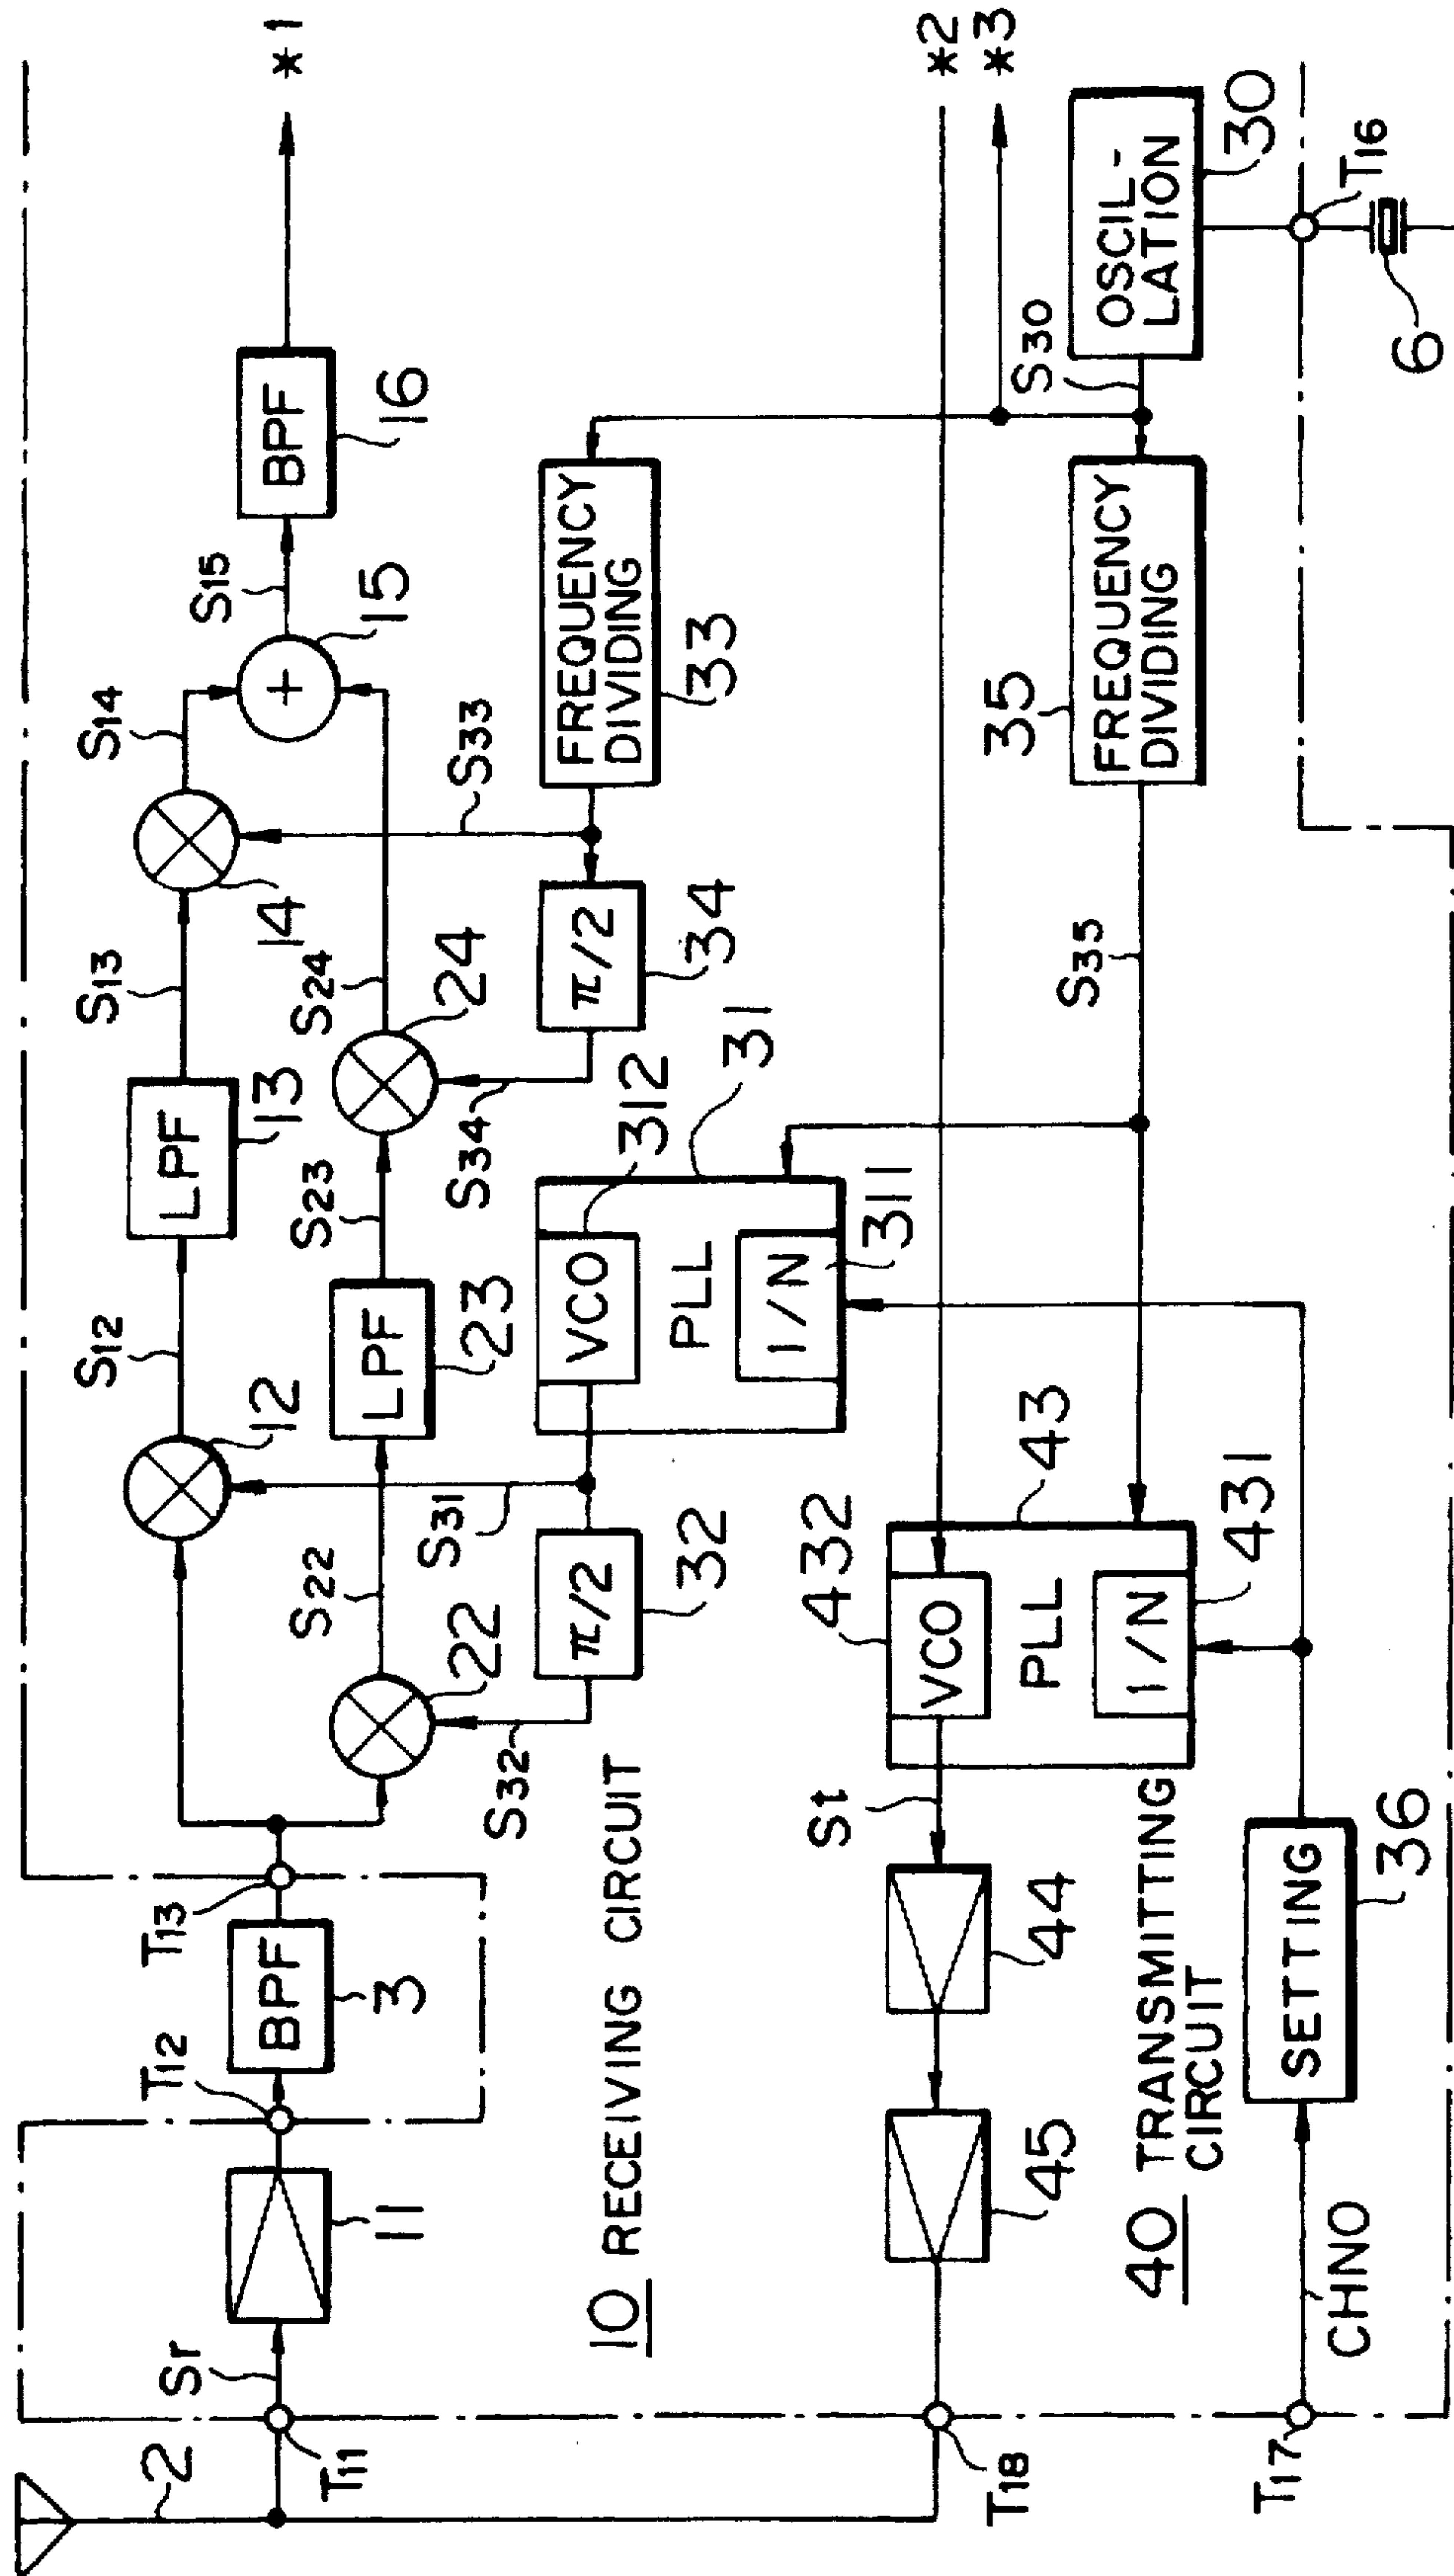 2
T11
Sr
11
T12
BPF
3
T13
12
S12
LPF
13
S13
14
S14
+
15
S15
BPF
16
*1
22
S22
LPF
23
S23
24
S24
S32
S31
π/2
32
VCO
312
PLL
1/N
311
31
S34
π/2
34
S33
FREQUENCY
DIVIDING
33
10 RECEIVING CIRCUIT
T18
45
44
St
432
VCO
PLL
1/N
431
43
*2
*3
40 TRANSMITTING
CIRCUIT
S35
35
FREQUENCY
DIVIDING
S30
OSCIL-
LATION
30
T16
6
T17
CHNO
SETTING
36